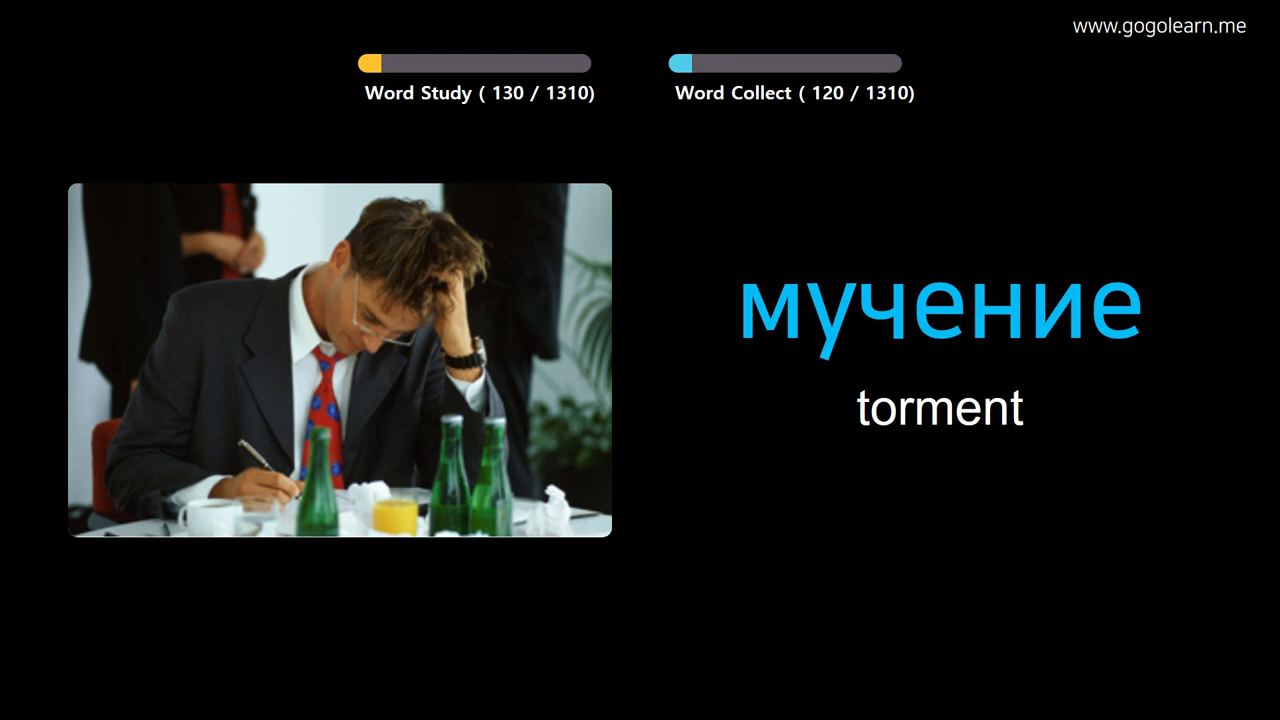 www.gogolearn.me
Word Study ( 130 / 1310)
Word Collect ( 120 / 1310)
мучение
torment